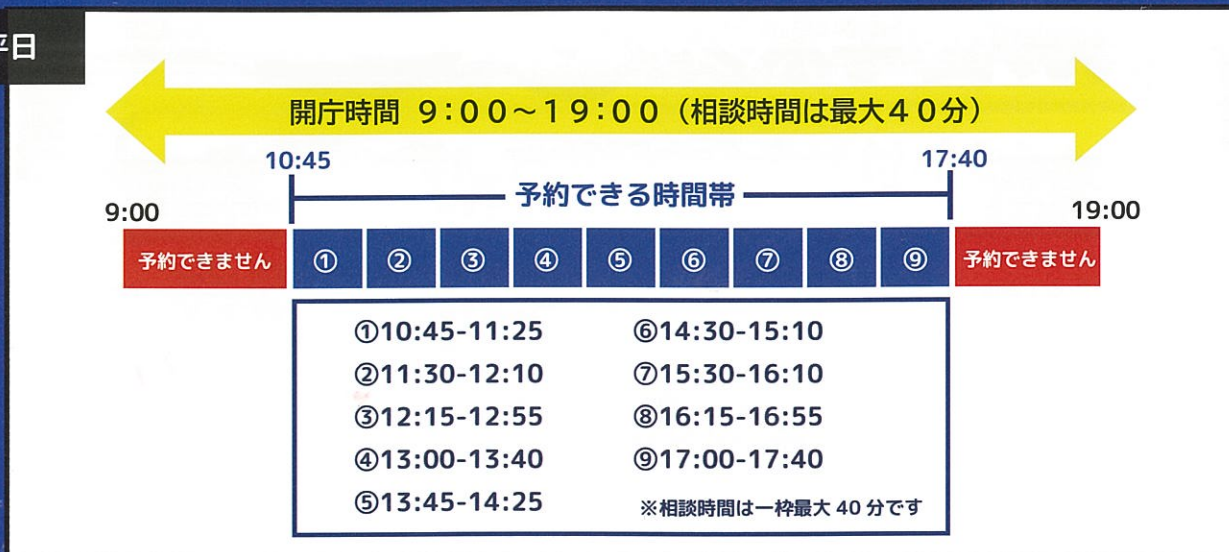 平日
開庁時間 9:00~19:00(相談時間は最大40分)
10:45
17:40
予約できる時間帯
9:00
19:00
予約できません ① ② ③ ④ ⑤ ⑥ ⑦ ⑧ ⑨ 予約できません
①10:45-11:25
②11:30-12:10
③12:15-12:55
④13:00-13:40
⑤13:45-14:25
⑥14:30-15:10
⑦15:30-16:10
⑧16:15-16:55
⑨17:00-17:40
※相談時間は一枠最大 40 分です